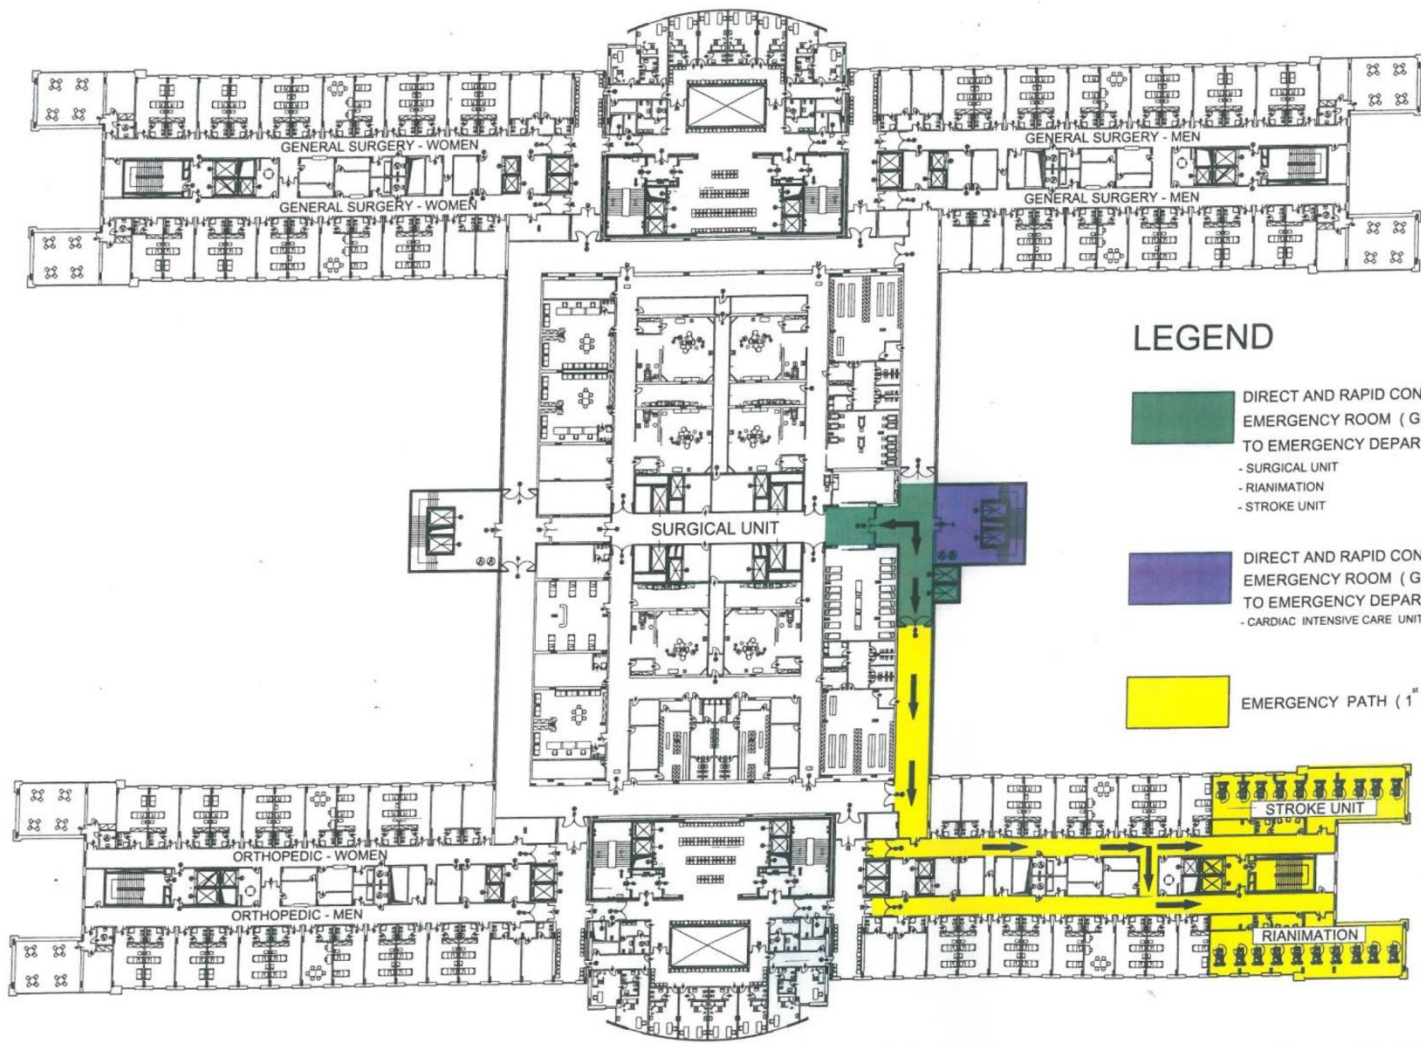 GENERAL SURGERY - WOMEN
GENERAL SURGERY - MEN
GENERAL SURGERY - WOMEN
GENERAL SURGERY - MEN
LEGEND
DIRECT AND RAPID CON
EMERGENCY ROOM ( G
TO EMERGENCY DEPAR
- SURGICAL UNIT
- RIANIMATION
- STROKE UNIT
SURGICAL UNIT
DIRECT AND RAPID CON
EMERGENCY ROOM ( G
TO EMERGENCY DEPAR
- CARDIAC INTENSIVE CARE UNIT
EMERGENCY PATH ( 1st
STROKE UNIT
ORTHOPEDIC - WOMEN
ORTHOPEDIC - MEN
RIANIMATION